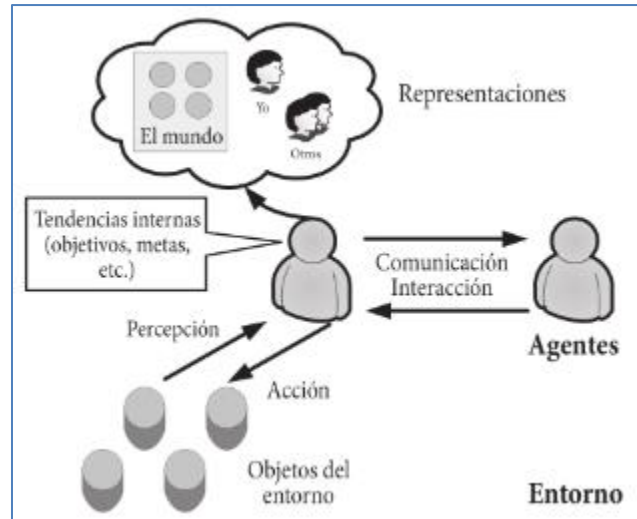 Representaciones
El mundo
Yo
Otros
Tendencias internas
(objetivos, metas,
etc.)
Comunicación
Interacción
Agentes
Percepción
Acción
Objetos del
entorno
Entorno